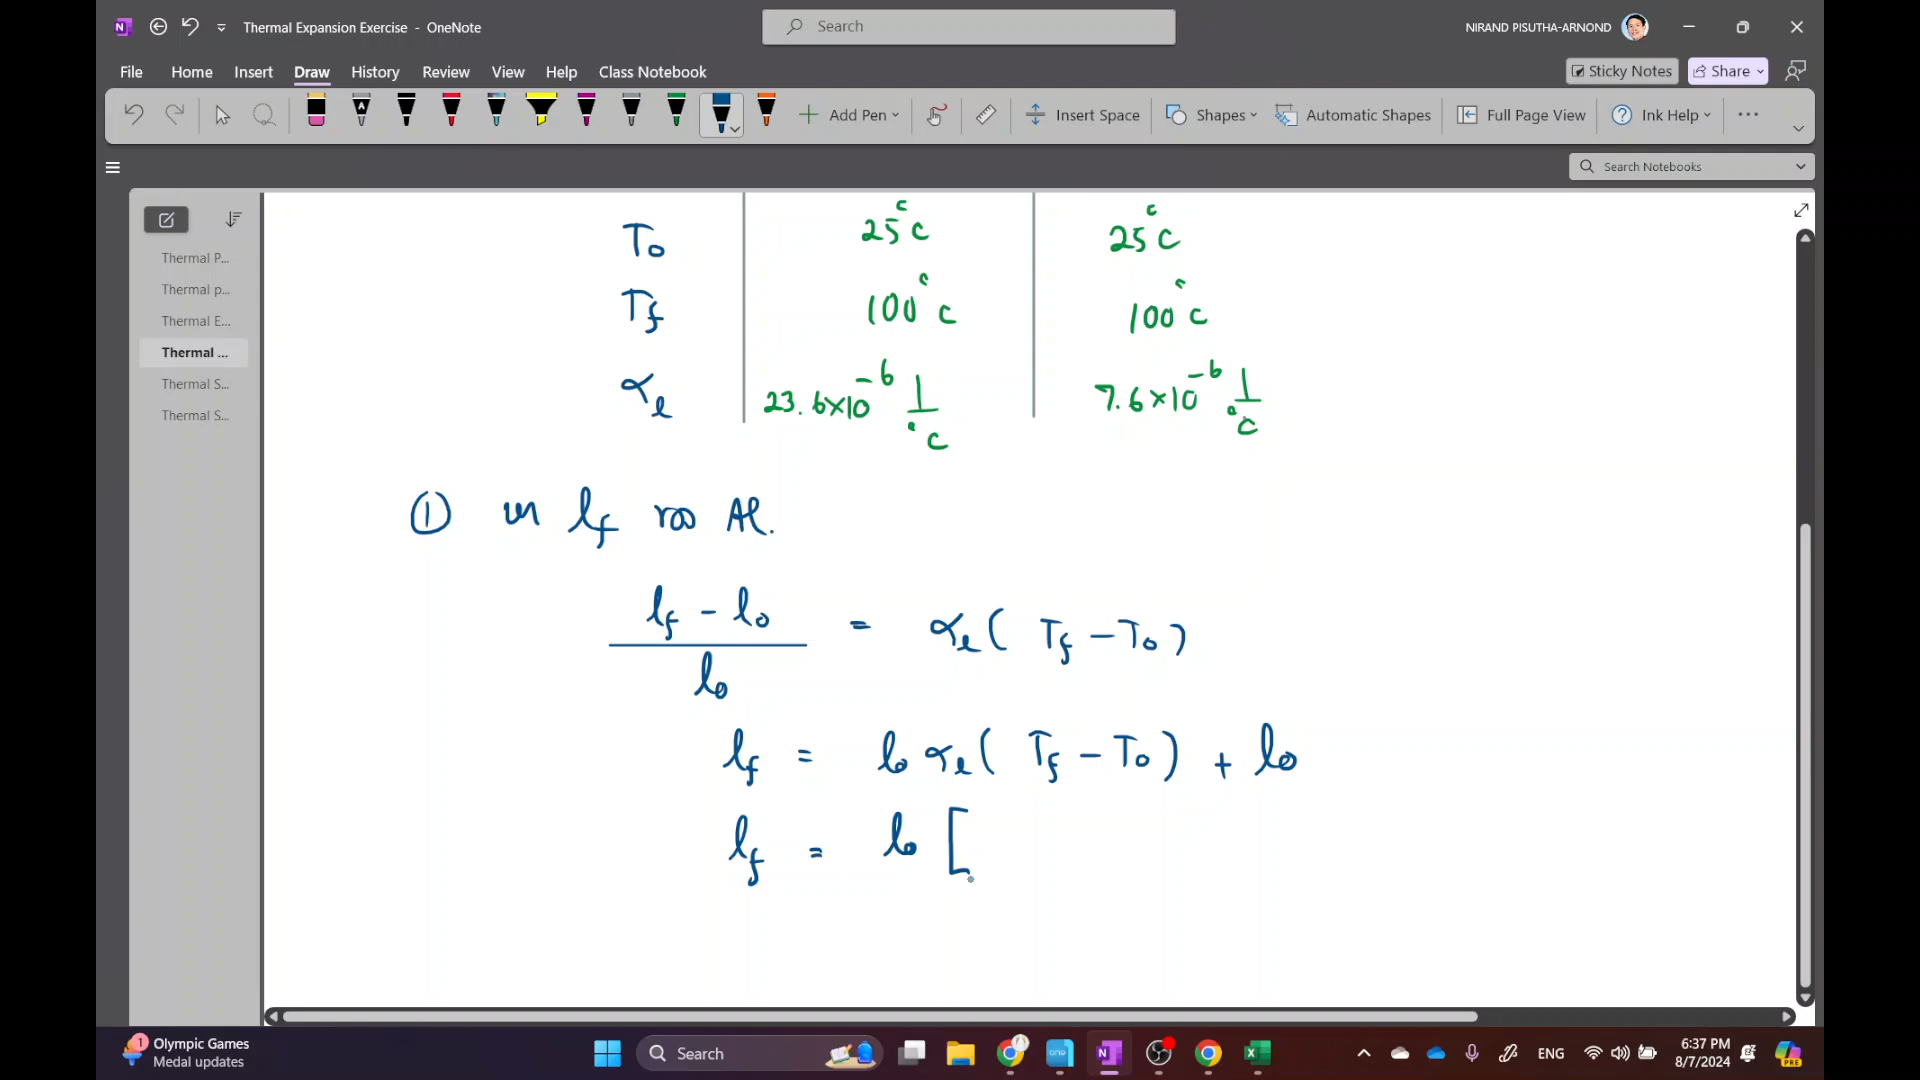 Thermal Expansion Exercise - OneNote
Search
NIRAND PISUTHA-ARNOND
File Home Insert Draw History Review View Help Class Notebook
Sticky Notes
Share
Add Pen
Insert Space
Shapes
Automatic Shapes
Full Page View
Ink Help
Search Notebooks
Thermal P...
Thermal p...
Thermal E...
Thermal ...
Thermal S...
Thermal S...
T₀ 25°C 25°C
T_f 100°C 100°C
α_l 23.6×10⁻⁶ 1/°C 7.6×10⁻⁶ 1/°C
① หา l_f ของ Al.
(l_f - l₀)/l₀ = α_l( T_f - T₀ )
l_f = l₀ α_l( T_f - T₀ ) + l₀
l_f = l₀ [
1
Olympic Games
Medal updates
Search
ENG
6:37 PM
8/7/2024